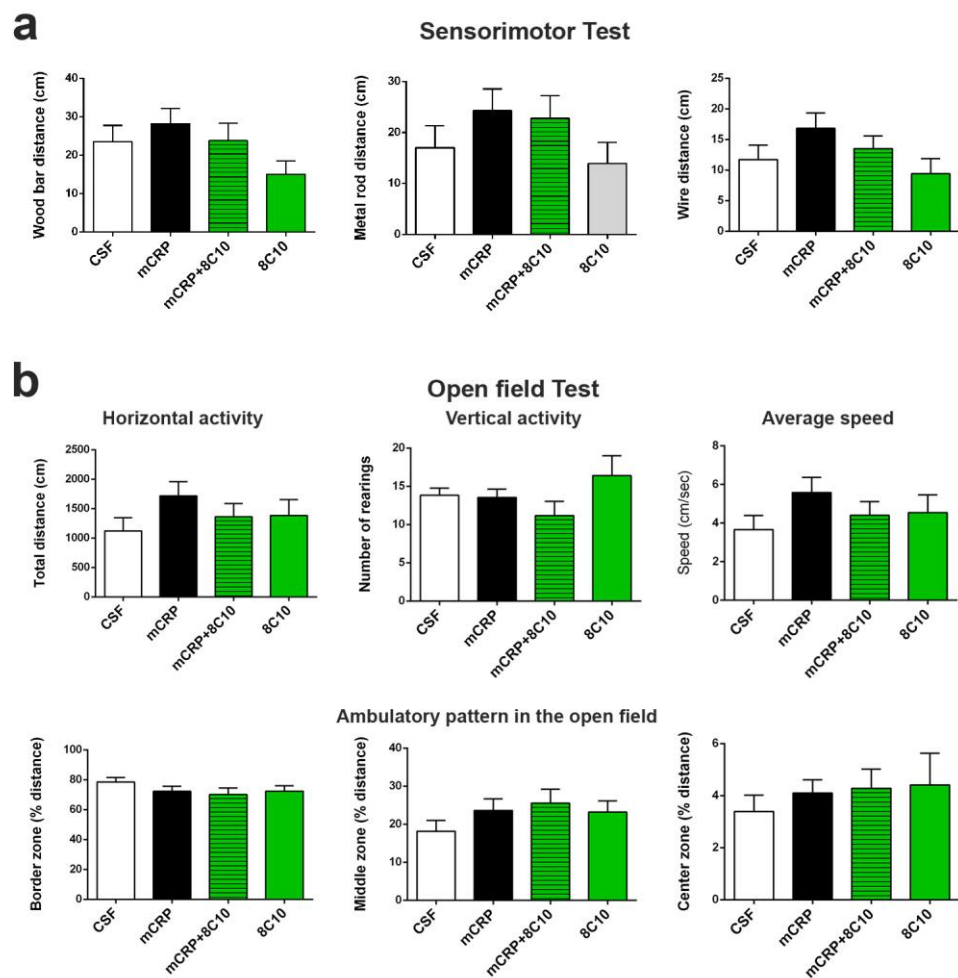 a
Sensorimotor Test
Wood bar distance (cm)
40
30
20
10
0
CSF
mCRP
mCRP+8C10
8C10
Metal rod distance (cm)
30
20
10
0
CSF
mCRP
mCRP+8C10
8C10
Wire distance (cm)
25
20
15
10
5
0
CSF
mCRP
mCRP+8C10
8C10
b
Open field Test
Horizontal activity
Total distance (cm)
2500
2000
1500
1000
500
0
CSF
mCRP
mCRP+8C10
8C10
Vertical activity
Number of rearings
20
15
10
5
0
CSF
mCRP
mCRP+8C10
8C10
Average speed
Speed (cm/sec)
8
6
4
2
0
CSF
mCRP
mCRP+8C10
8C10
Ambulatory pattern in the open field
Border zone (% distance)
100
80
60
40
20
0
CSF
mCRP
mCRP+8C10
8C10
Middle zone (% distance)
40
30
20
10
0
CSF
mCRP
mCRP+8C10
8C10
Center zone (% distance)
6
4
2
0
CSF
mCRP
mCRP+8C10
8C10